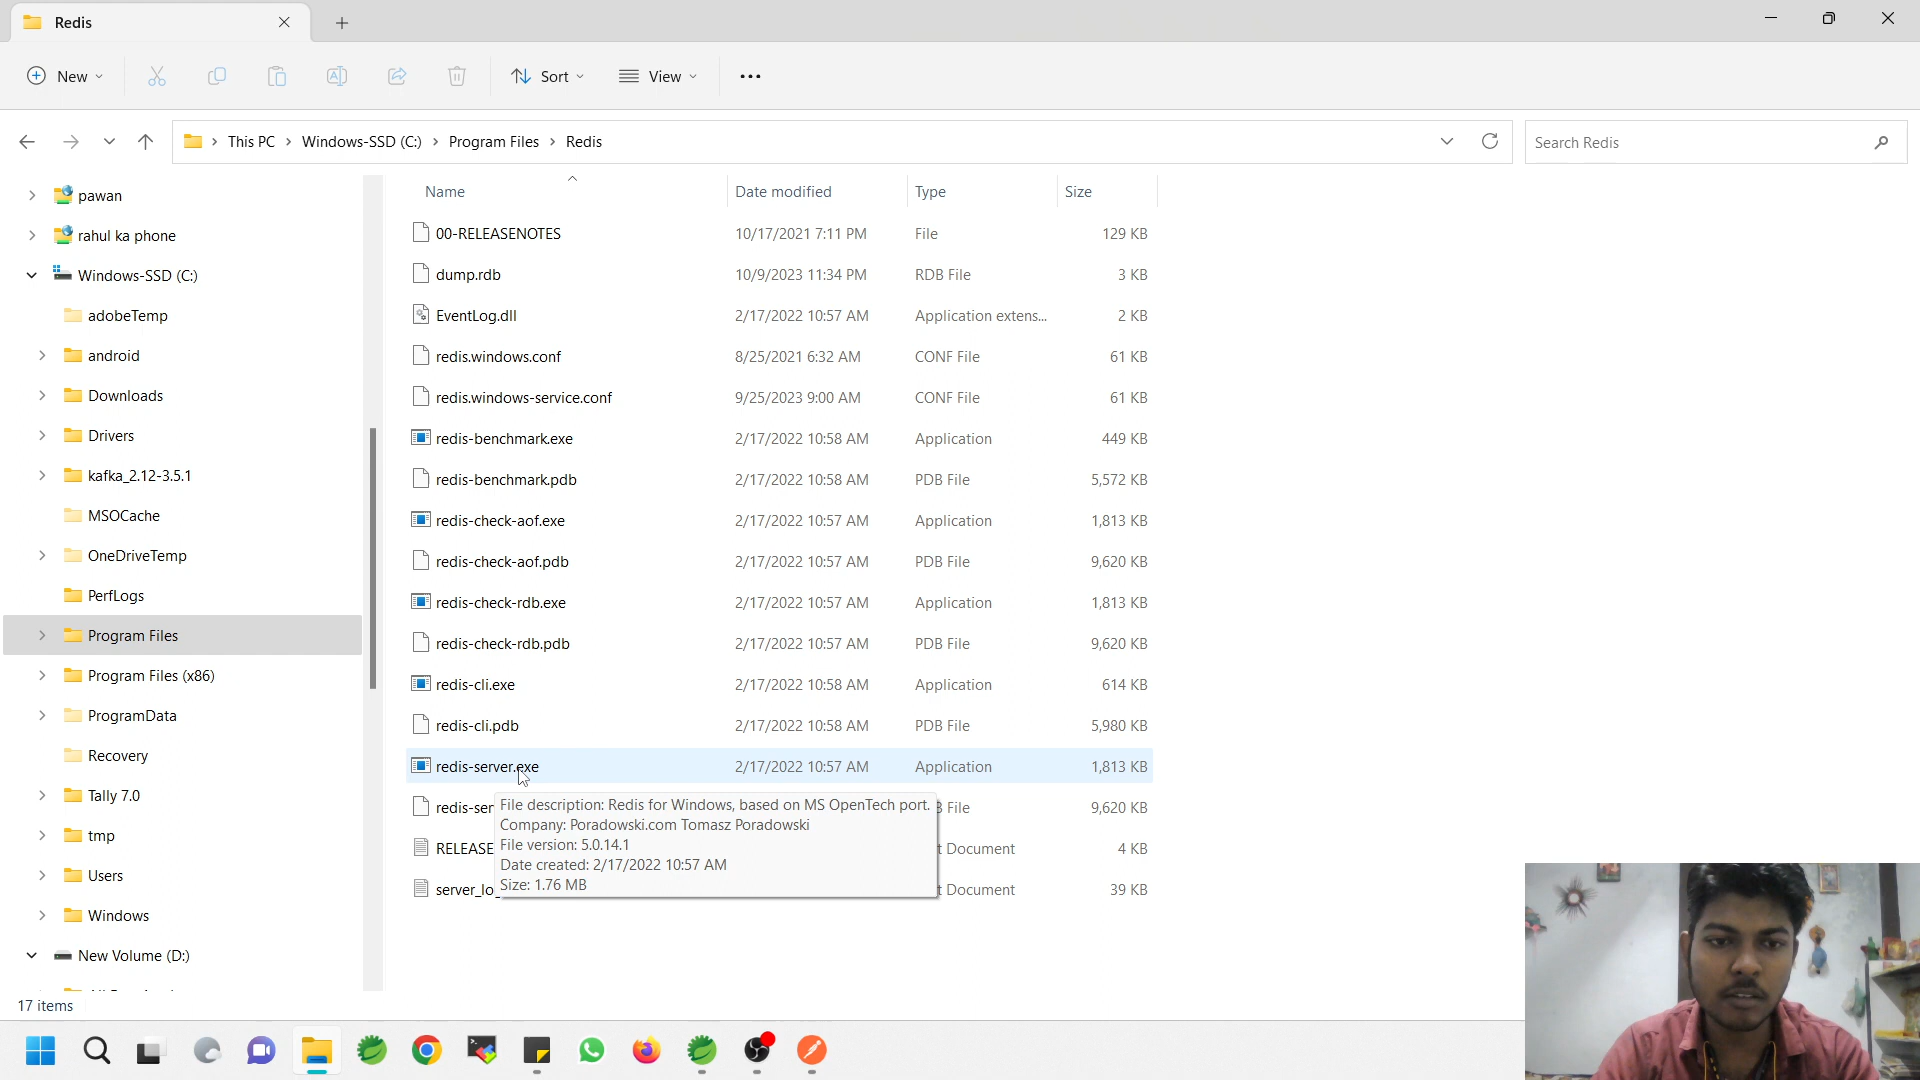 Redis
New
Sort
View
This PC
Windows-SSD (C:)
Program Files
Redis
Search Redis
pawan
rahul ka phone
Windows-SSD (C:)
adobeTemp
android
Downloads
Drivers
kafka_2.12-3.5.1
MSOCache
OneDriveTemp
PerfLogs
Program Files
Program Files (x86)
ProgramData
Recovery
Tally 7.0
tmp
Users
Windows
New Volume (D:)
Name Date modified Type Size
00-RELEASENOTES 10/17/2021 7:11 PM File 129 KB
dump.rdb 10/9/2023 11:34 PM RDB File 3 KB
EventLog.dll 2/17/2022 10:57 AM Application extens... 2 KB
redis.windows.conf 8/25/2021 6:32 AM CONF File 61 KB
redis.windows-service.conf 9/25/2023 9:00 AM CONF File 61 KB
redis-benchmark.exe 2/17/2022 10:58 AM Application 449 KB
redis-benchmark.pdb 2/17/2022 10:58 AM PDB File 5,572 KB
redis-check-aof.exe 2/17/2022 10:57 AM Application 1,813 KB
redis-check-aof.pdb 2/17/2022 10:57 AM PDB File 9,620 KB
redis-check-rdb.exe 2/17/2022 10:57 AM Application 1,813 KB
redis-check-rdb.pdb 2/17/2022 10:57 AM PDB File 9,620 KB
redis-cli.exe 2/17/2022 10:58 AM Application 614 KB
redis-cli.pdb 2/17/2022 10:58 AM PDB File 5,980 KB
redis-server.exe 2/17/2022 10:57 AM Application 1,813 KB
redis-ser File 9,620 KB
RELEASE t Document 4 KB
server_lo t Document 39 KB
File description: Redis for Windows, based on MS OpenTech port.
Company: Poradowski.com Tomasz Poradowski
File version: 5.0.14.1
Date created: 2/17/2022 10:57 AM
Size: 1.76 MB
17 items